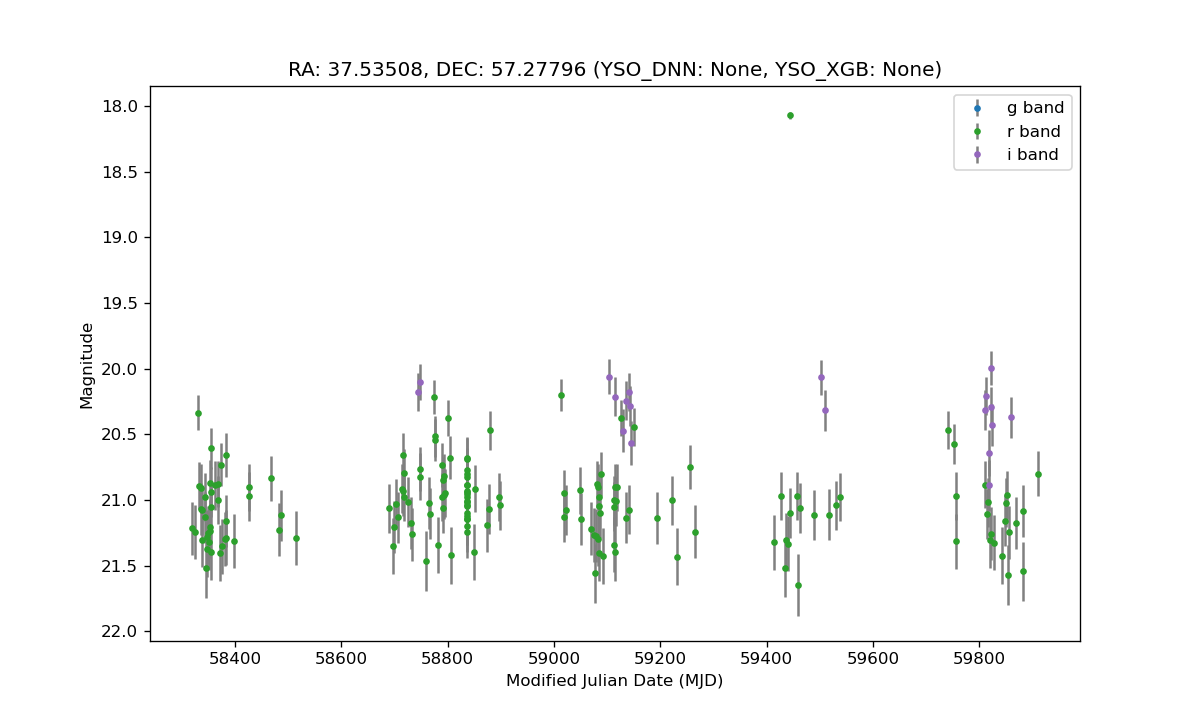 RA: 37.53508, DEC: 57.27796 (YSO_DNN: None, YSO_XGB: None)
g band
r band
i band
Magnitude
18.0
18.5
19.0
19.5
20.0
20.5
21.0
21.5
22.0
58400 58600 58800 59000 59200 59400 59600 59800
Modified Julian Date (MJD)